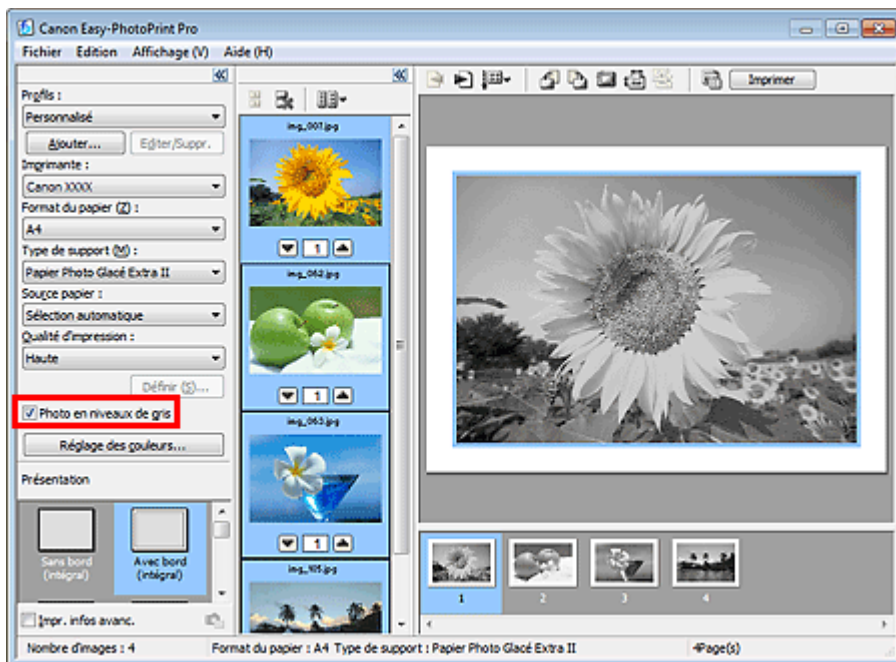 Canon Easy-PhotoPrint Pro
Fichier Edition Affichage (V) Aide (H)
Profils :
Personnalisé
Ajouter... Editer/Suppr.
Imprimante :
Canon XXXX
Format du papier (Z) :
A4
Type de support (M) :
Papier Photo Glacé Extra II
Source papier :
Sélection automatique
Qualité d'impression :
Haute
Définir (S)...
Photo en niveaux de gris
Réglage des couleurs...
Présentation
Sans bord (intégral)
Avec bord (intégral)
Impr. infos avanc.
img_001.jpg
1
img_062.jpg
1
img_063.jpg
1
img_105.jpg
Imprimer
1 2 3 4
Nombre d'images : 4 Format du papier : A4 Type de support : Papier Photo Glacé Extra II 4Page(s)